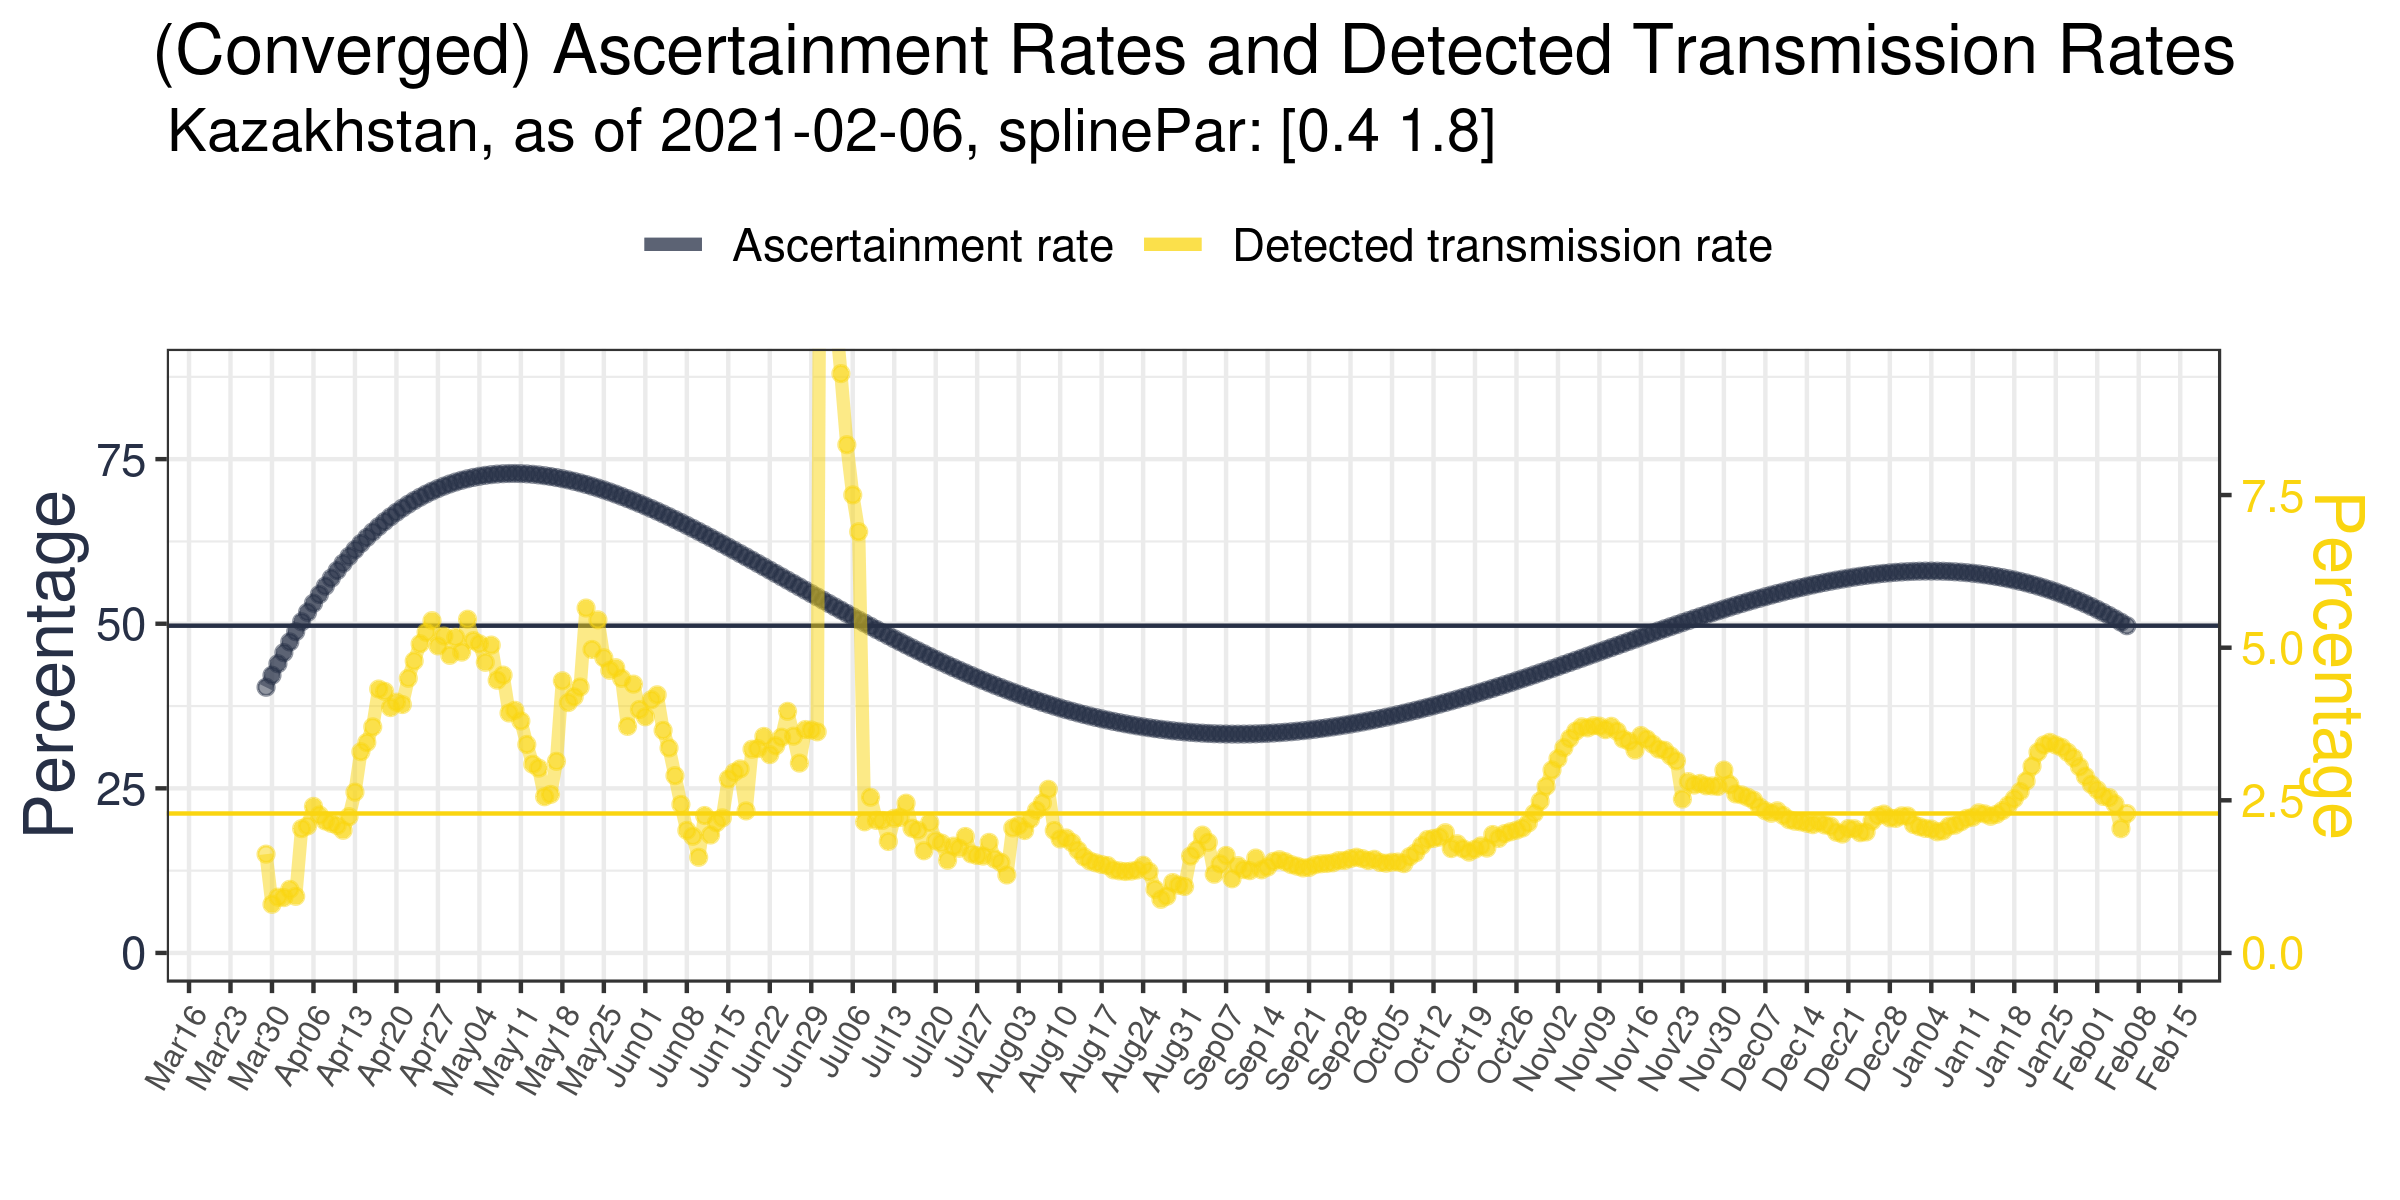 (Converged) Ascertainment Rates and Detected Transmission Rates
Kazakhstan, as of 2021-02-06, splinePar: [0.4 1.8]
Ascertainment rate
Detected transmission rate
Percentage
75
50
25
0
7.5
5.0
2.5
0.0
Percentage
Mar16
Mar23
Mar30
Apr06
Apr13
Apr20
Apr27
May04
May11
May18
May25
Jun01
Jun08
Jun15
Jun22
Jun29
Jul06
Jul13
Jul20
Jul27
Aug03
Aug10
Aug17
Aug24
Aug31
Sep07
Sep14
Sep21
Sep28
Oct05
Oct12
Oct19
Oct26
Nov02
Nov09
Nov16
Nov23
Nov30
Dec07
Dec14
Dec21
Dec28
Jan04
Jan11
Jan18
Jan25
Feb01
Feb08
Feb15